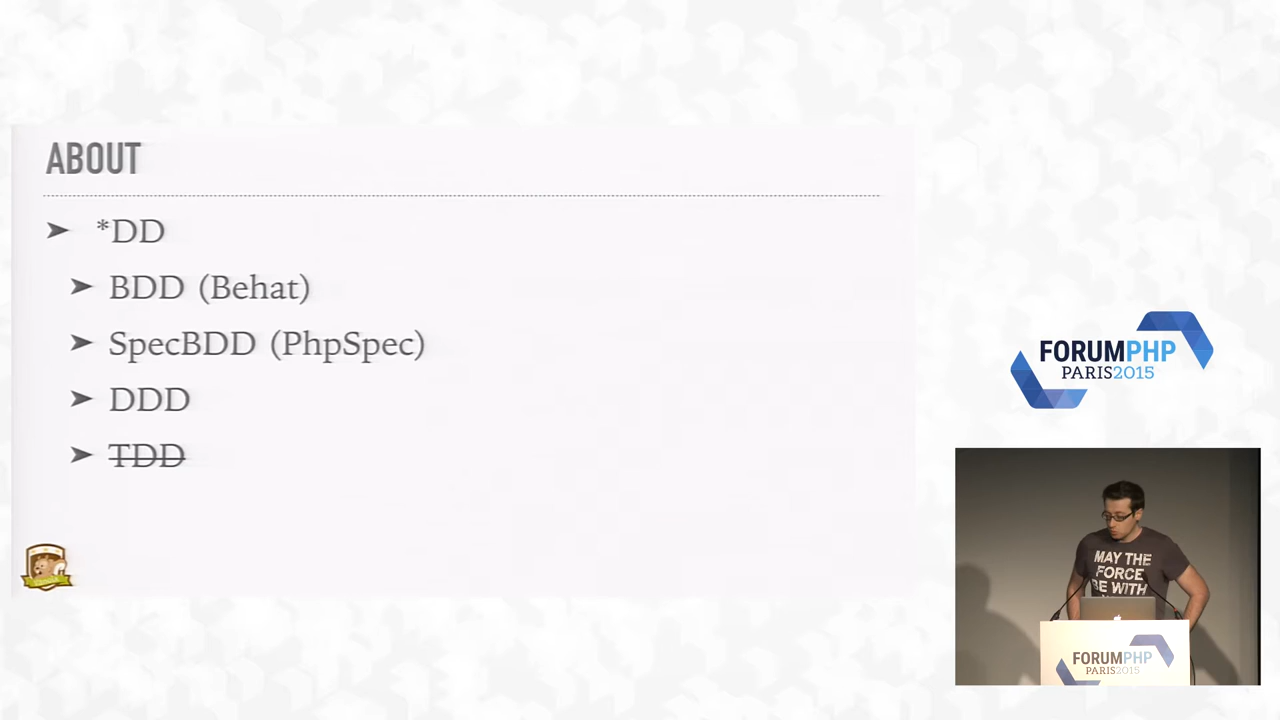 ABOUT
➤ *DD
➤ BDD (Behat)
➤ SpecBDD (PhpSpec)
➤ DDD
➤ TDD
FORUMPHP
PARIS2015
MAY THE
FORCE
BE WITH
FORUMPHP
PARIS2015